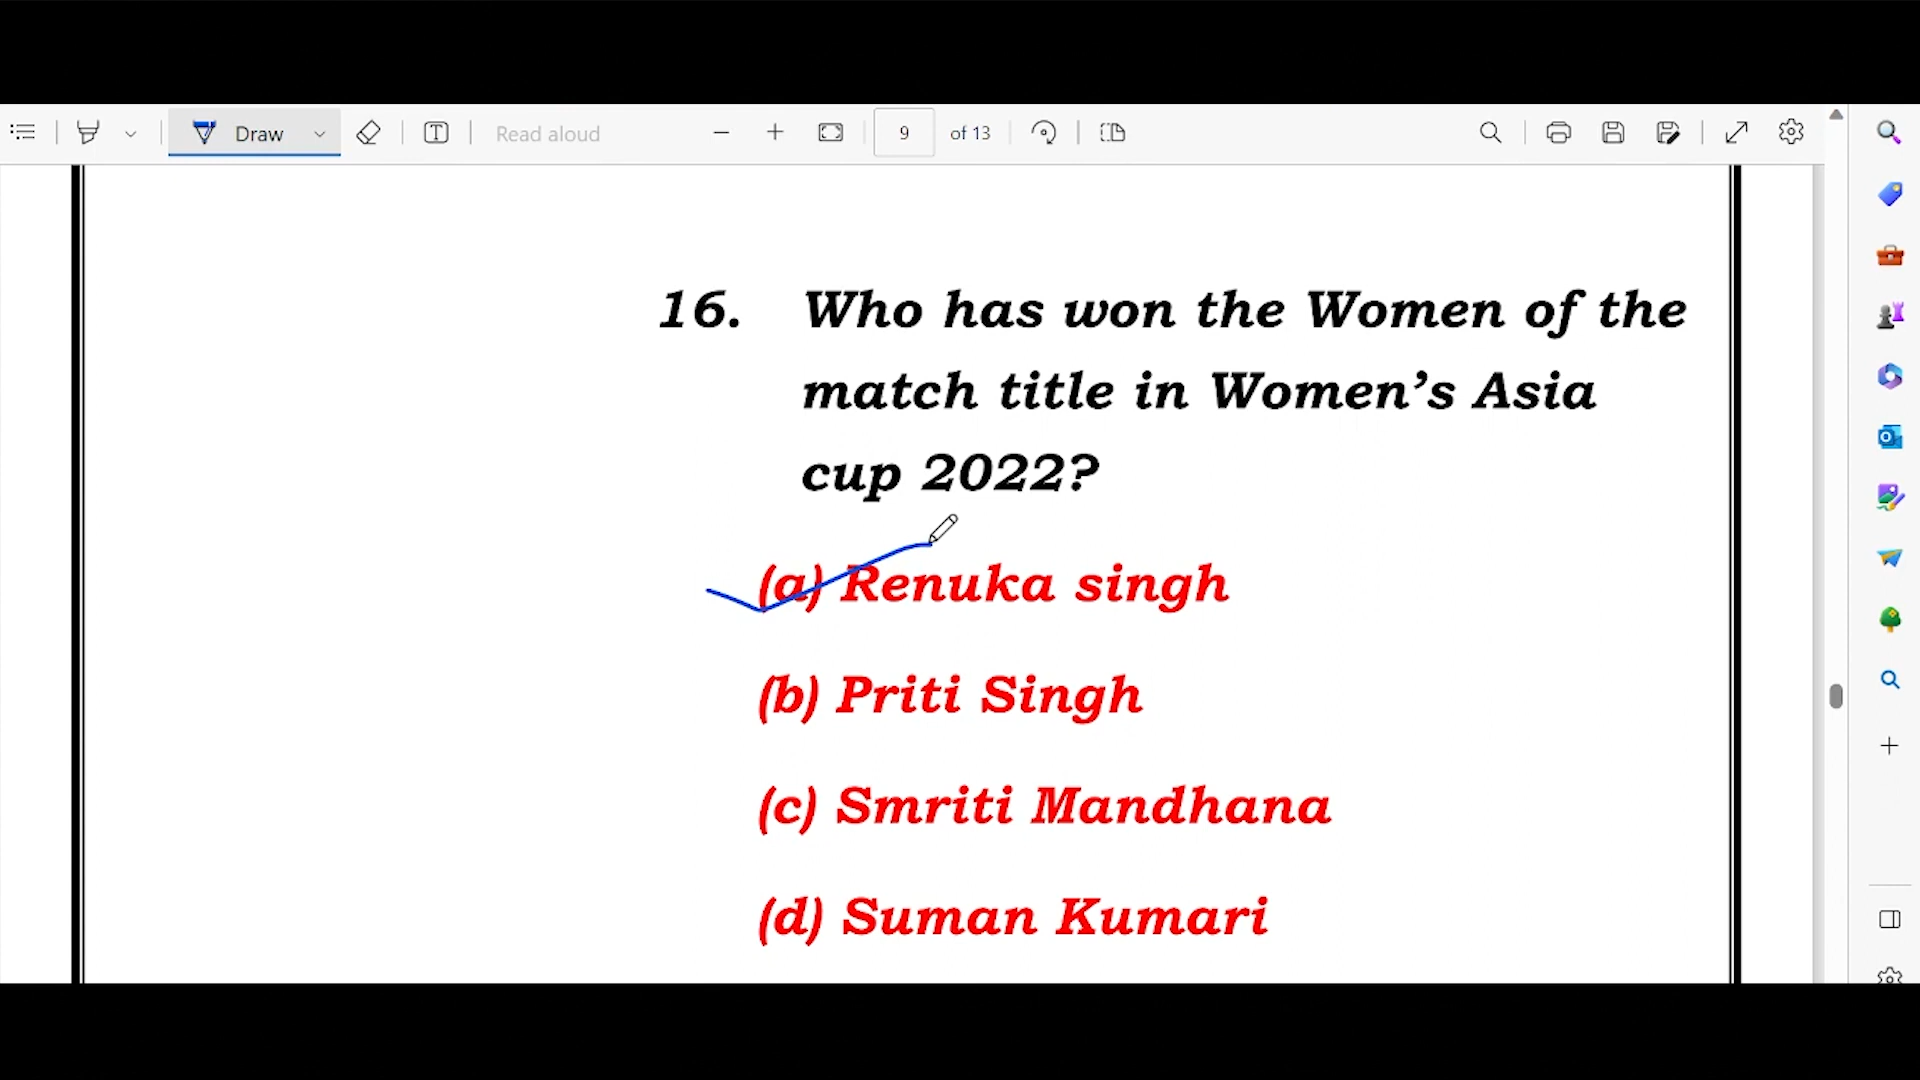 Draw
Read aloud
9 of 13
16. Who has won the Women of the
match title in Women’s Asia
cup 2022?
(a) Renuka singh
(b) Priti Singh
(c) Smriti Mandhana
(d) Suman Kumari